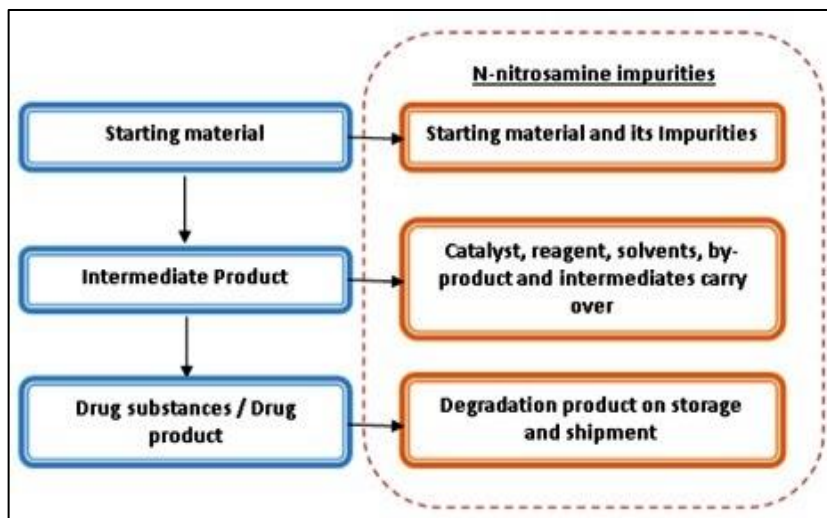 N-nitrosamine impurities
Starting material
Starting material and its Impurities
Intermediate Product
Catalyst, reagent, solvents, by-
product and intermediates carry
over
Drug substances / Drug
product
Degradation product on storage
and shipment